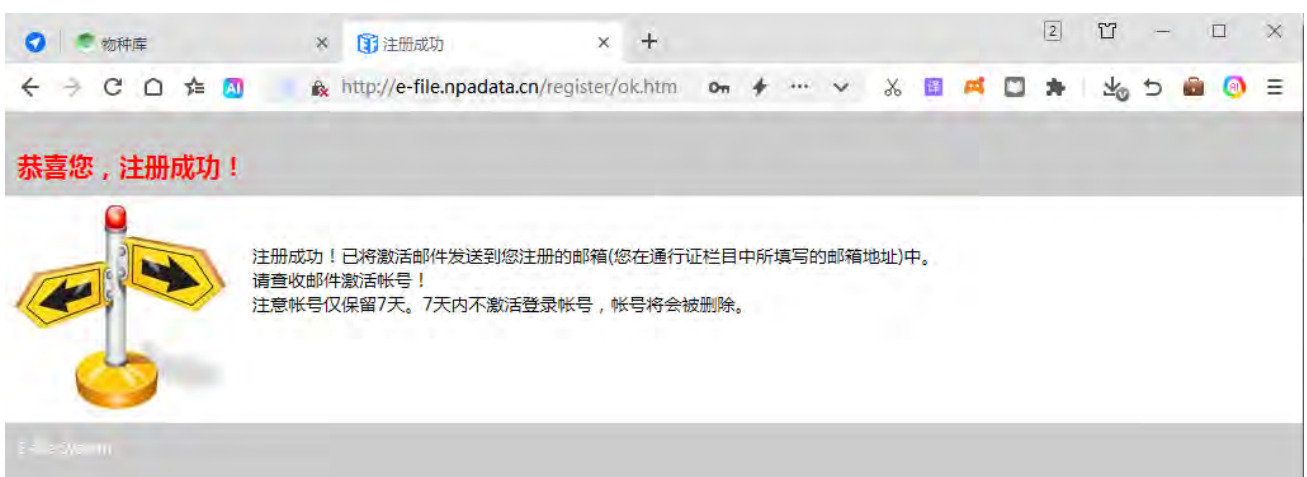 物种库
注册成功
2
http://e-file.npadata.cn/register/ok.htm
译
恭喜您，注册成功！
注册成功！已将激活邮件发送到您注册的邮箱(您在通行证栏目中所填写的邮箱地址)中。
请查收邮件激活帐号！
注意帐号仅保留7天。7天内不激活登录帐号，帐号将会被删除。